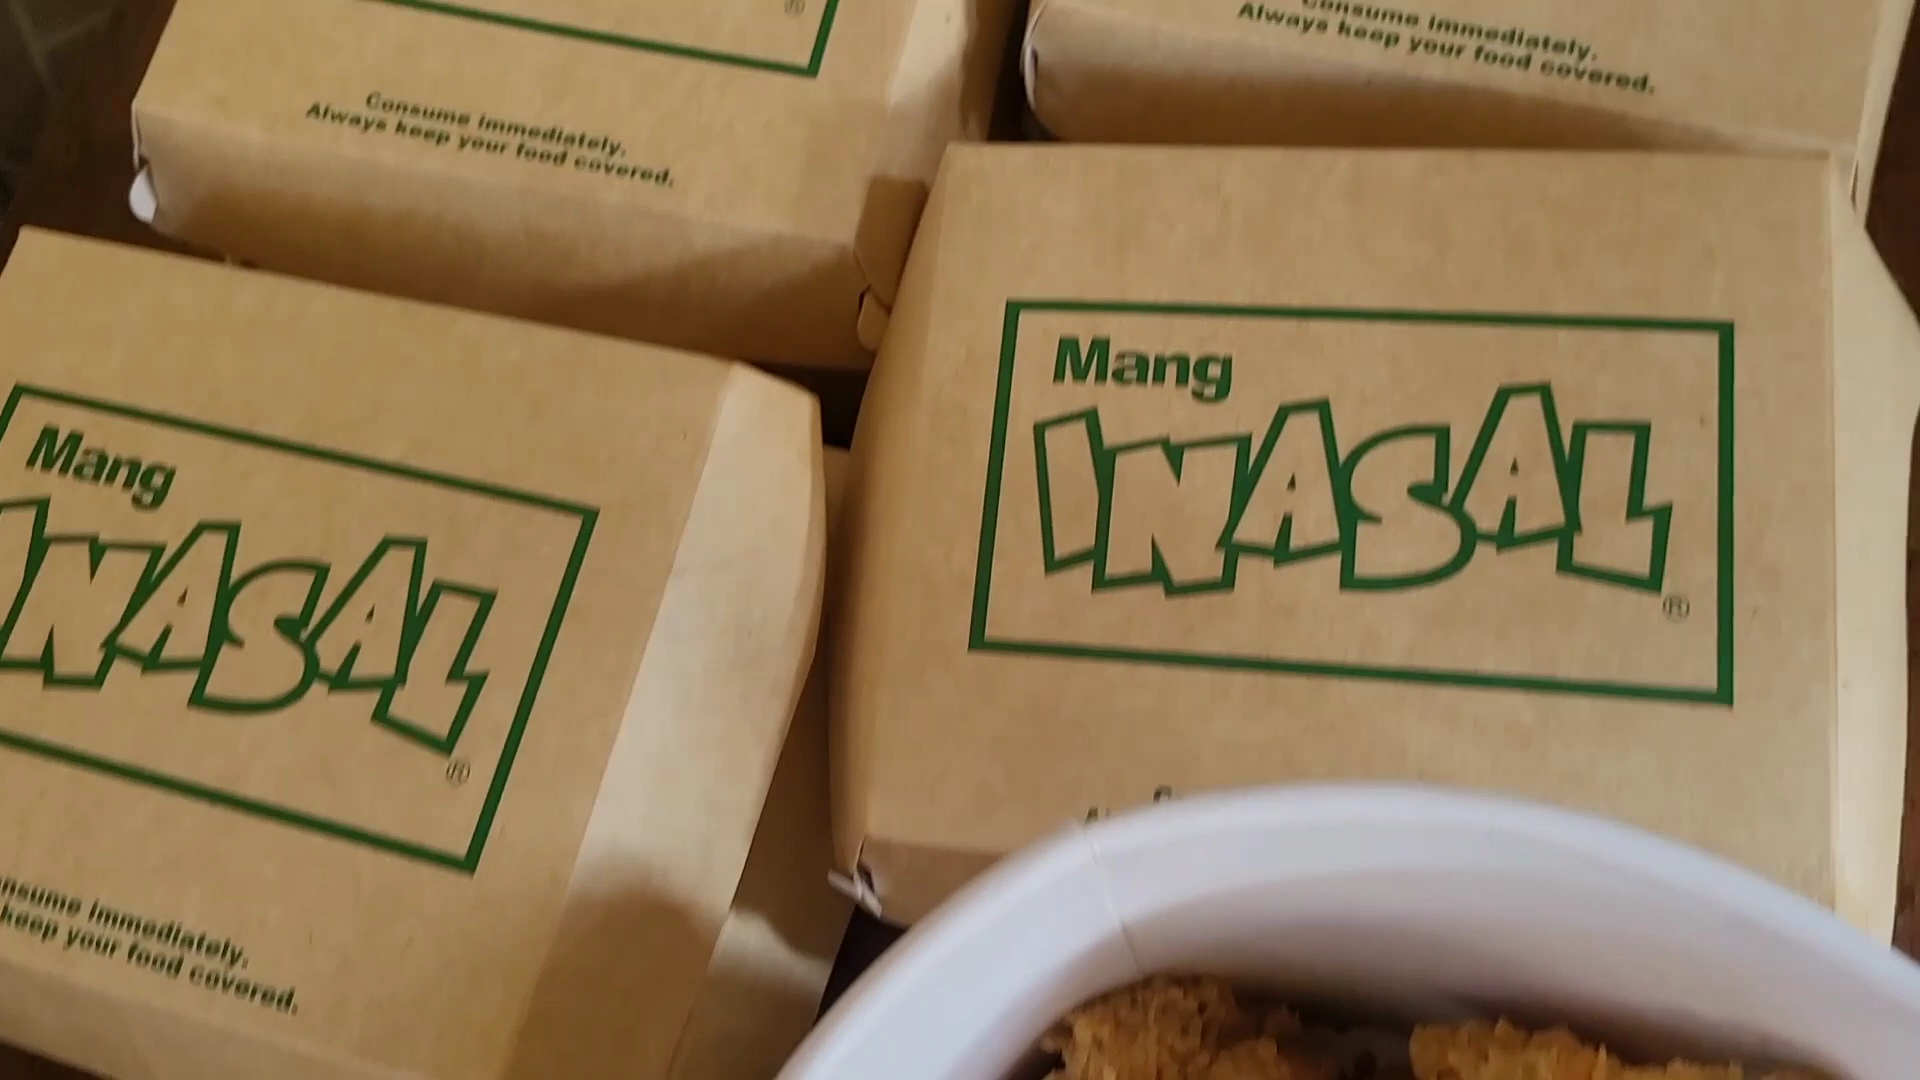 ®
Consume immediately.
Always keep your food covered.
Consume immediately.
Always keep your food covered.
Mang
INASAL
®
Mang
INASAL
®
nsume immediately.
keep your food covered.